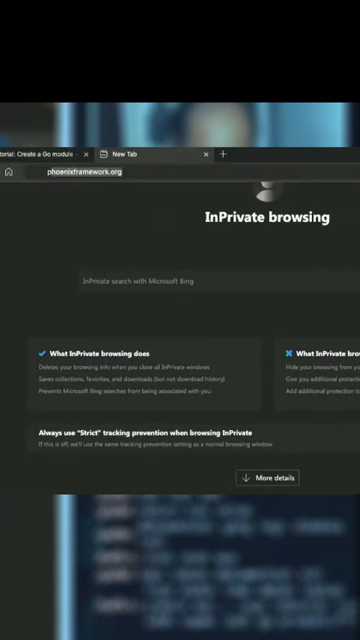 torial: Create a Go module
New Tab
phoenixframework.org
InPrivate browsing
InPrivate search with Microsoft Bing
What InPrivate browsing does
Deletes your browsing info when you close all InPrivate windows
Saves collections, favorites, and downloads (but not download history)
Prevents Microsoft Bing searches from being associated with you
What InPrivate brow
Hide your browsing from y
Give you additional protecti
Add additional protection to
Always use "Strict" tracking prevention when browsing InPrivate
If this is off, we'll use the same tracking prevention setting as a normal browsing window
More details